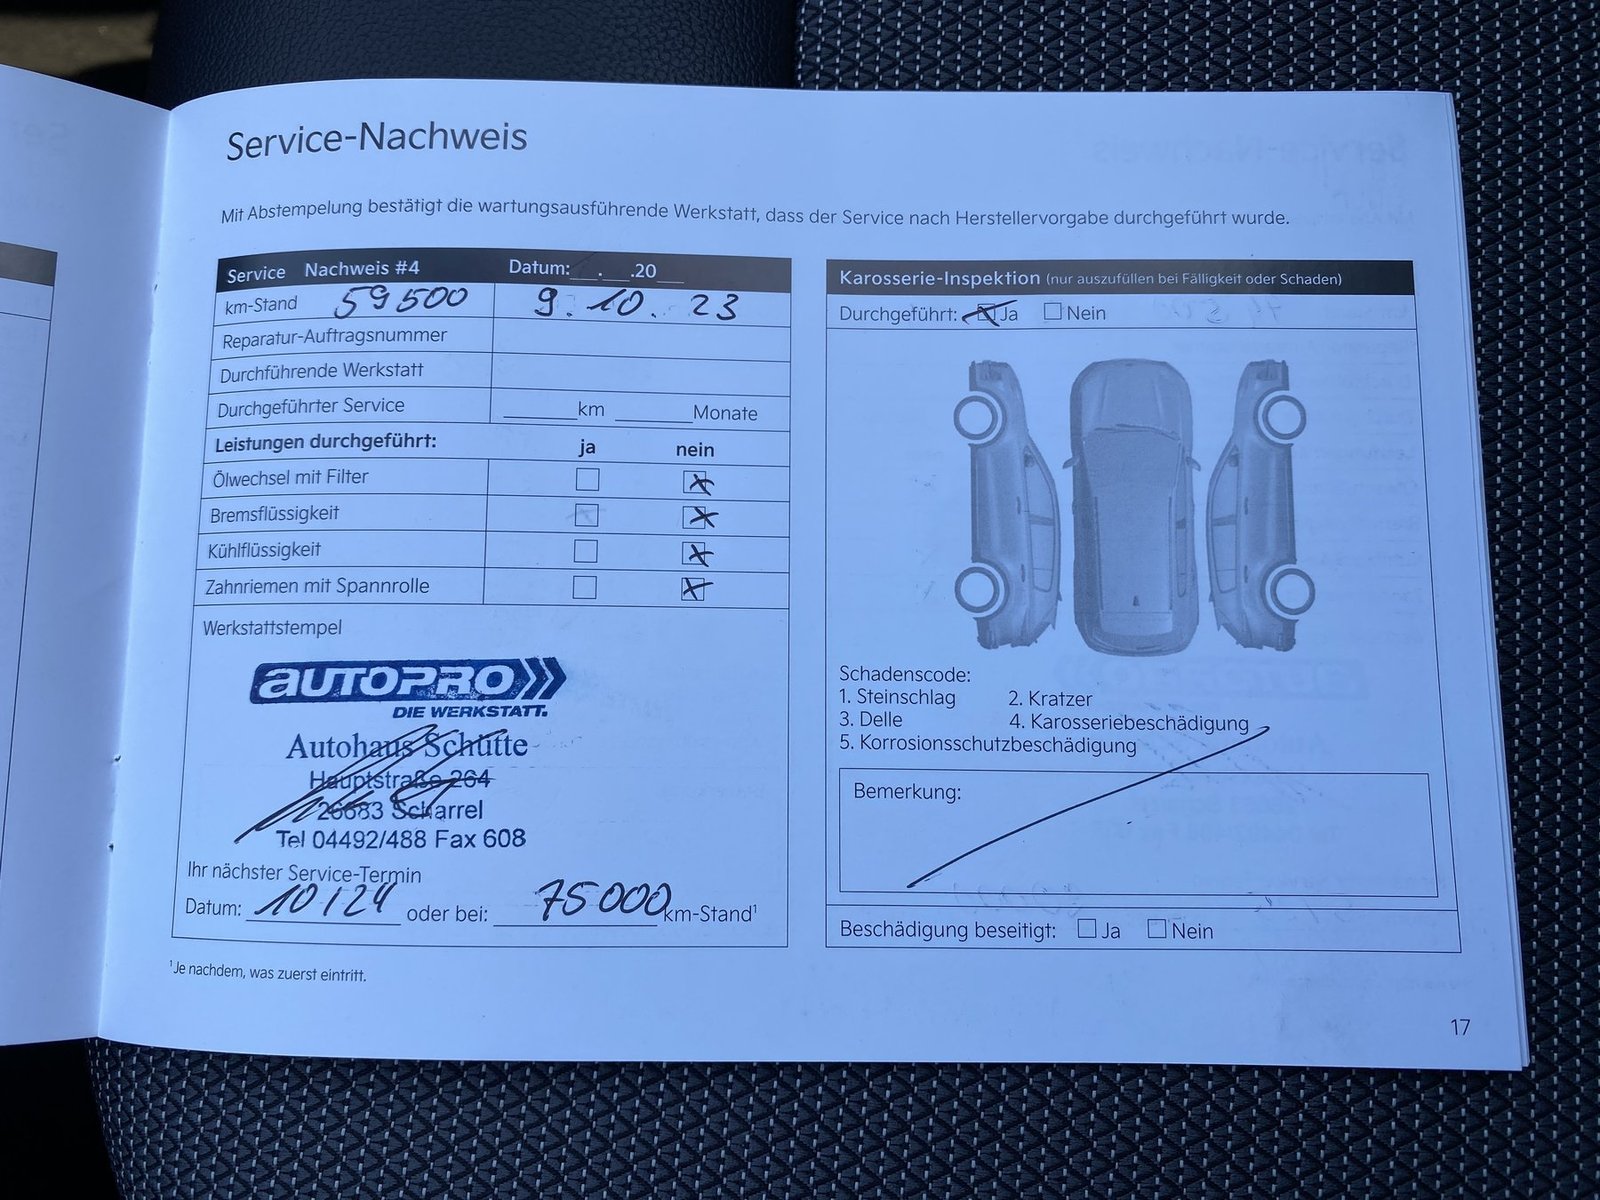 Service-Nachweis
Mit Abstempelung bestätigt die wartungsausführende Werkstatt, dass der Service nach Herstellervorgabe durchgeführt wurde.
Service Nachweis #4 Datum:__.__.20__
km-Stand 59500 9. 10. 23
Reparatur-Auftragsnummer
Durchführende Werkstatt
Durchgeführter Service ______km ______Monate
Leistungen durchgeführt: ja nein
Ölwechsel mit Filter
Bremsflüssigkeit
Kühlflüssigkeit
Zahnriemen mit Spannrolle
Werkstattstempel
AUTOPRO
DIE WERKSTATT.
Autohaus Schütte
Hauptstraße 264
26683 Scharrel
Tel 04492/488 Fax 608
Ihr nächster Service-Termin
Datum: 10/24 oder bei: 75000 km-Stand¹
¹Je nachdem, was zuerst eintritt.
Karosserie-Inspektion (nur auszufüllen bei Fälligkeit oder Schaden)
Durchgeführt: Ja Nein
Schadenscode:
1. Steinschlag 2. Kratzer
3. Delle 4. Karosseriebeschädigung
5. Korrosionsschutzbeschädigung
Bemerkung:
Beschädigung beseitigt: Ja Nein
17